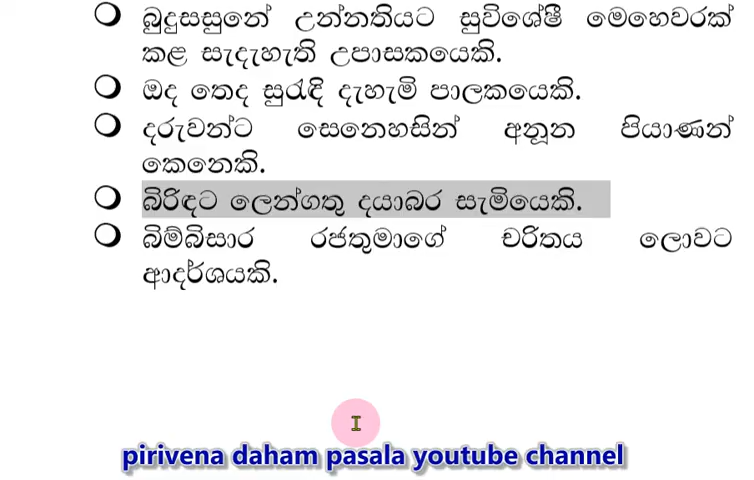 ❍ බුදුසසුනේ උන්නතියට සුවිශේෂී මෙහෙවරක්
කළ සැදැහැති උපාසකයෙකි.
❍ ඔද තෙද සුරැඳි දැහැමි පාලකයෙකි.
❍ දරුවන්ට සෙනෙහසින් අනූන පියාණන්
කෙනෙකි.
❍ බිරිඳට ලෙන්ගතු දයාබර සැමියෙකි.
❍ බිම්බිසාර රජතුමාගේ චරිතය ලොවට
ආදර්ශයකි.
pirivena daham pasala youtube channel